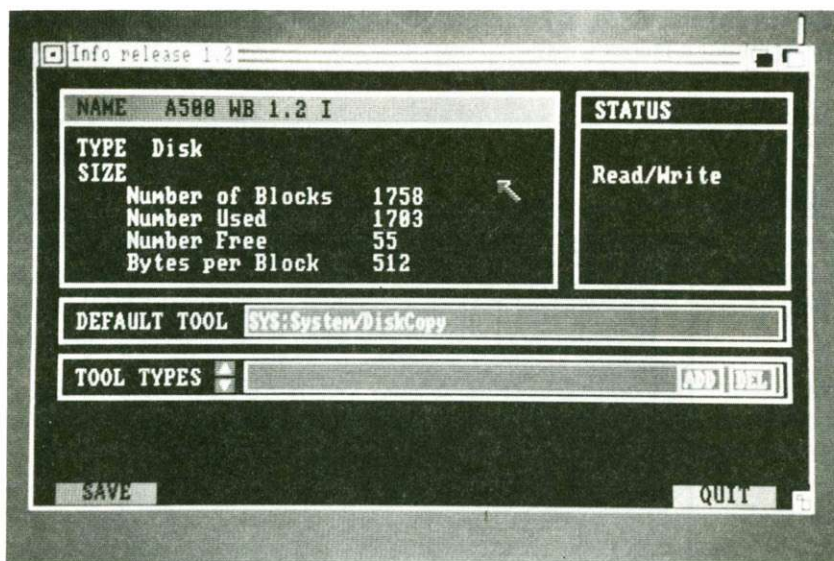 Info release 1.2
NAME A500 WB 1.2 I
TYPE Disk
SIZE
Number of Blocks 1758
Number Used 1703
Number Free 55
Bytes per Block 512
STATUS
Read/Write
DEFAULT TOOL SYS:System/DiskCopy
TOOL TYPES ADD DEL
SAVE QUIT